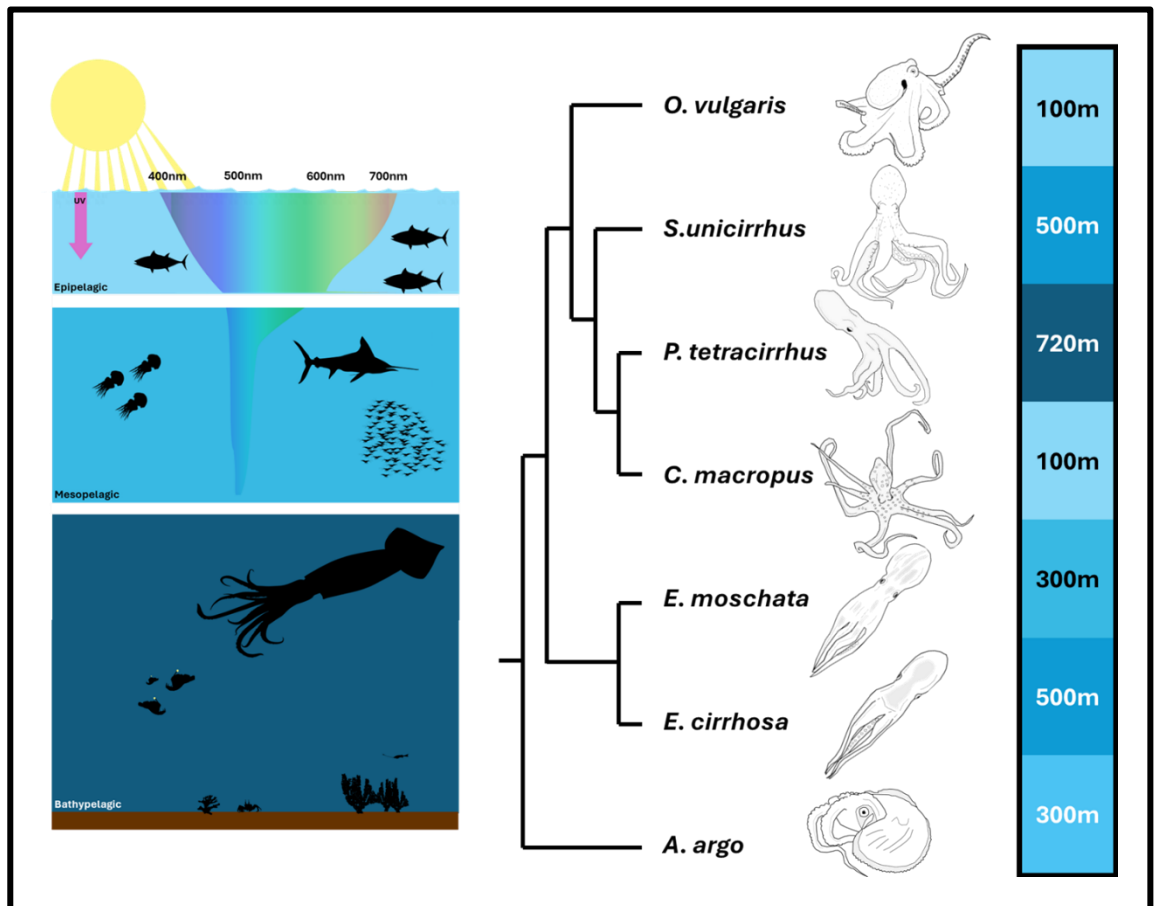 400nm 500nm 600nm 700nm
UV
Epipelagic
Mesopelagic
Bathypelagic
O. vulgaris
S.unicirrhus
P. tetracirrhus
C. macropus
E. moschata
E. cirrhosa
A. argo
100m
500m
720m
100m
300m
500m
300m